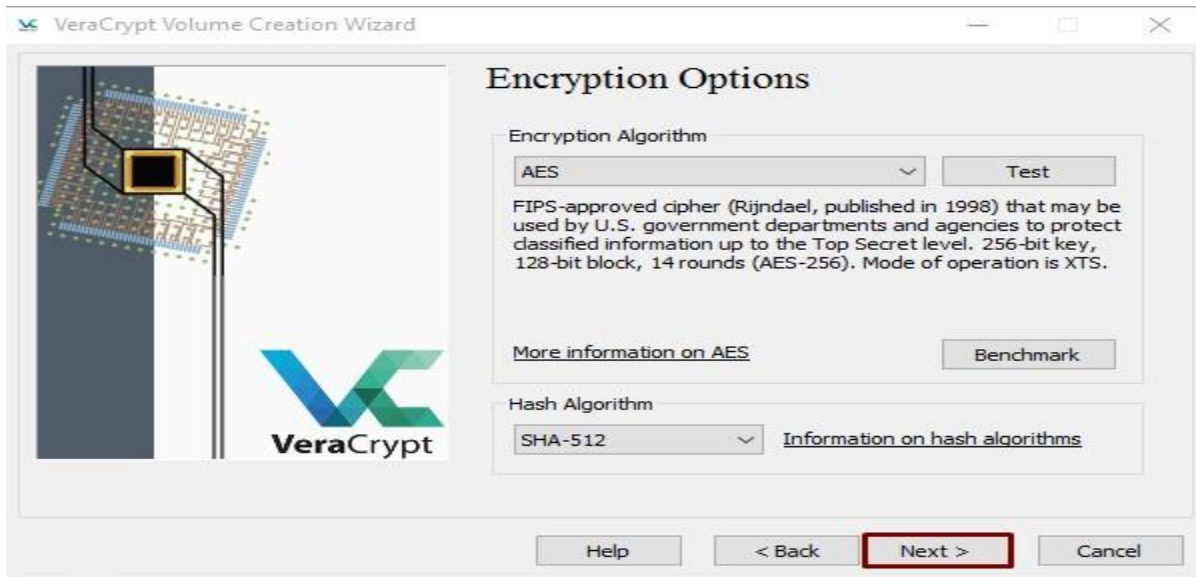 VeraCrypt Volume Creation Wizard
Encryption Options
Encryption Algorithm
AES
Test
FIPS-approved cipher (Rijndael, published in 1998) that may be
used by U.S. government departments and agencies to protect
classified information up to the Top Secret level. 256-bit key,
128-bit block, 14 rounds (AES-256). Mode of operation is XTS.
More information on AES
Benchmark
Hash Algorithm
SHA-512
Information on hash algorithms
VeraCrypt
Help
< Back
Next >
Cancel